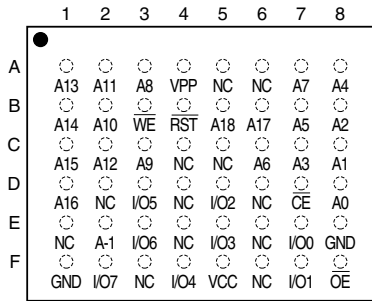 1 2 3 4 5 6 7 8
A
A13 A11 A8 VPP NC NC A7 A4
B
A14 A10 WE RST A18 A17 A5 A2
C
A15 A12 A9 NC NC A6 A3 A1
D
A16 NC I/O5 NC I/O2 NC CE A0
E
NC A-1 I/O6 NC I/O3 NC I/O0 GND
F
GND I/O7 NC I/O4 VCC NC I/O1 OE